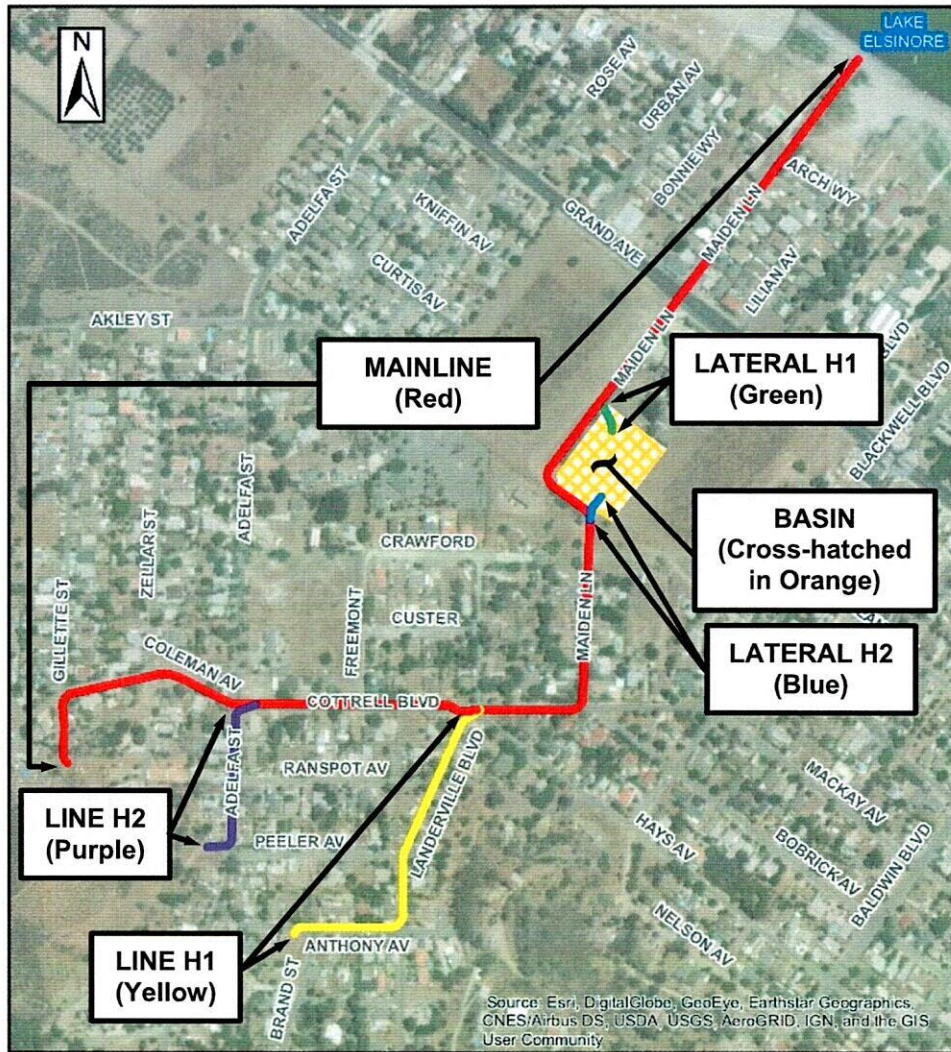 LAKE
ELSINORE
N
ROSE AV
URBAN AV
BONNIE WY
ARCH WY
ADELFA ST
KNIFFIN AV
GRAND AVE
MAIDEN LN
LILIAN AV
CURTIS AV
AKLEY ST
MAINLINE
(Red)
MAIDEN LN
LATERAL H1
(Green)
BLVD
BLACKWELL BLVD
ADELFA ST
ZELLAR ST
GILLETTE ST
CRAWFORD
BASIN
(Cross-hatched
in Orange)
FREEMONT
CUSTER
MAIDEN LN
LATERAL H2
(Blue)
COLEMAN AV
COTTRELL BLVD
ADELFA ST
RANSPOT AV
LANDERVILLE BLVD
MACKAY AV
LINE H2
(Purple)
PEELER AV
HAYS AV
BOBRICK AV
BALDWIN BLVD
NELSON AV
LINE H1
(Yellow)
ANTHONY AV
BRAND ST
Source: Esri, DigitalGlobe, GeoEye, Earthstar Geographics,
CNES/Airbus DS, USDA, USGS, AeroGRID, IGN, and the GIS
User Community